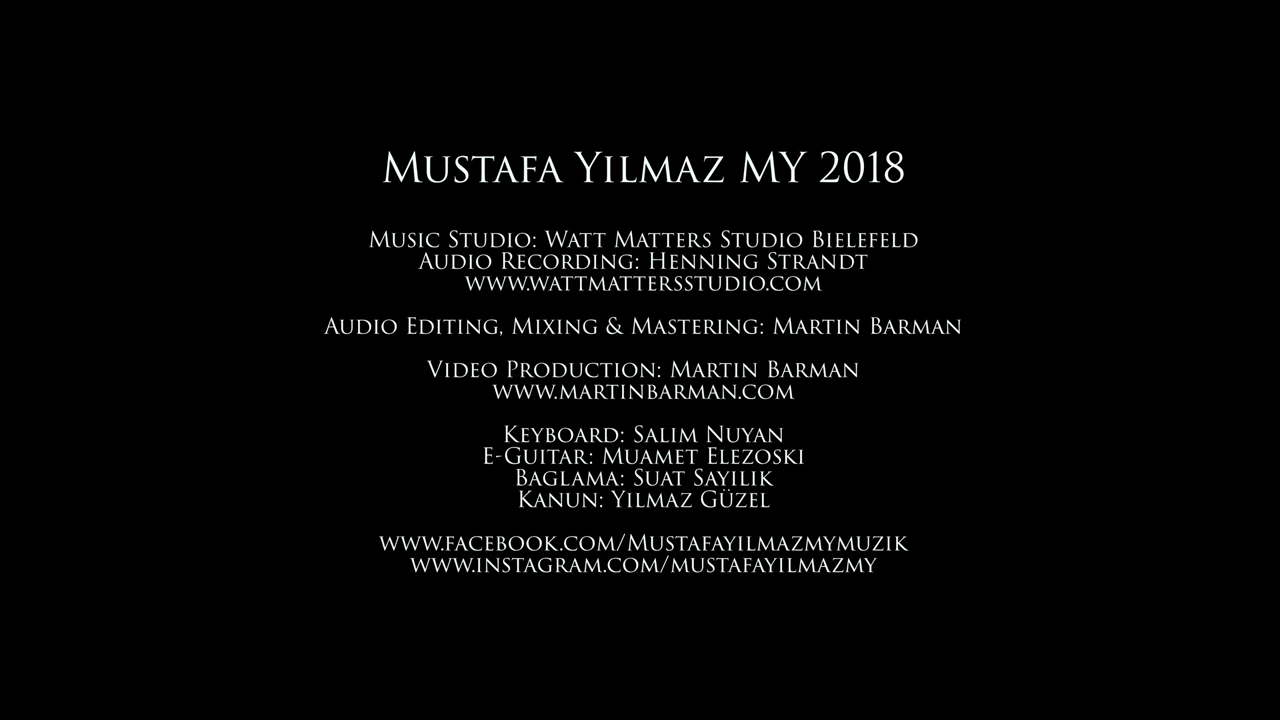 Mustafa Yilmaz MY 2018
Music Studio: Watt Matters Studio Bielefeld
Audio Recording: Henning Strandt
www.wattmattersstudio.com
Audio Editing, Mixing & Mastering: Martin Barman
Video Production: Martin Barman
www.martinbarman.com
Keyboard: Salim Nuyan
E-Guitar: Muamet Elezoski
Baglama: Suat Sayilik
Kanun: Yilmaz Güzel
www.facebook.com/Mustafayilmazmymuzik
www.instagram.com/mustafayilmazmy